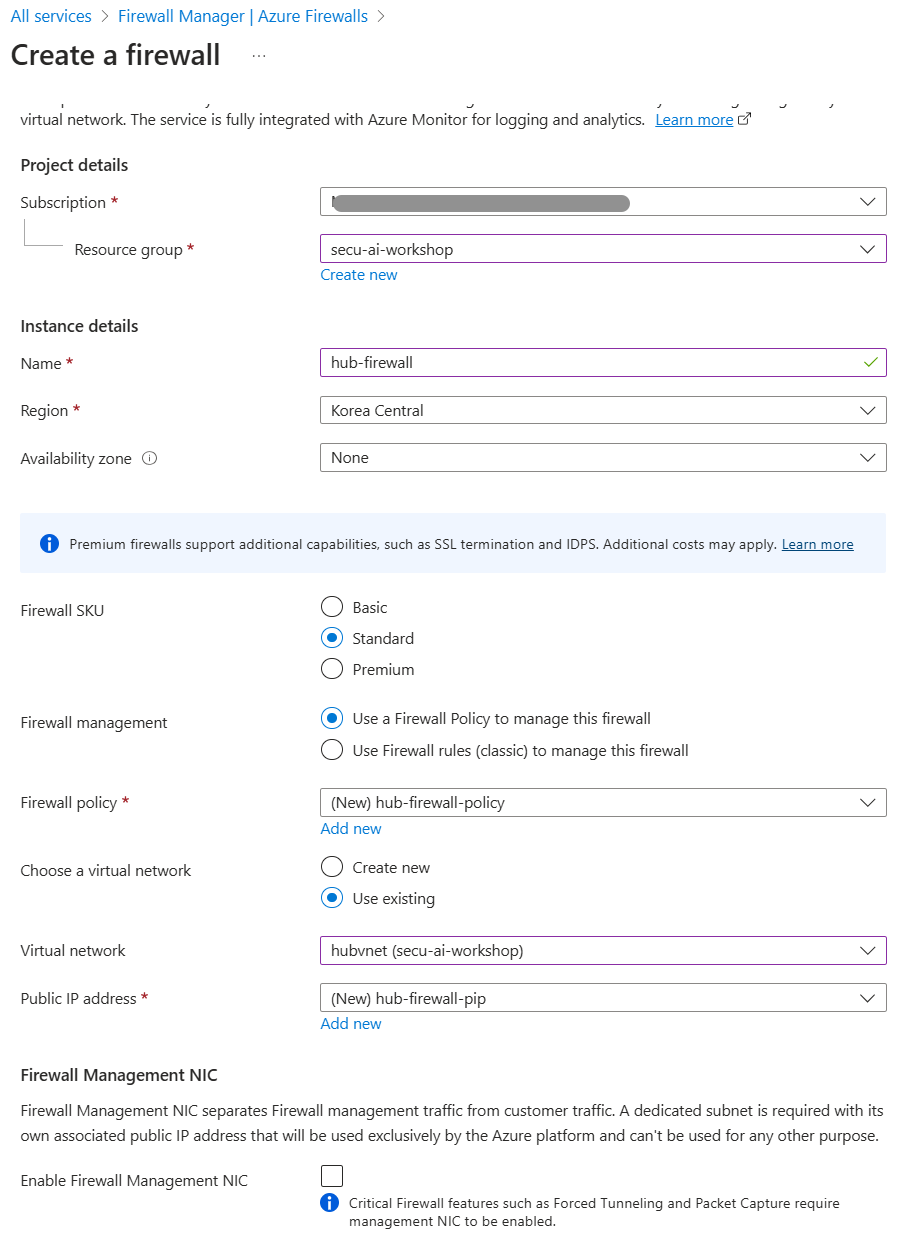 All services > Firewall Manager | Azure Firewalls >
Create a firewall ...
virtual network. The service is fully integrated with Azure Monitor for logging and analytics. Learn more
Project details
Subscription *
Resource group * secu-ai-workshop
Create new
Instance details
Name * hub-firewall
Region * Korea Central
Availability zone None
Premium firewalls support additional capabilities, such as SSL termination and IDPS. Additional costs may apply. Learn more
Firewall SKU Basic
Standard
Premium
Firewall management Use a Firewall Policy to manage this firewall
Use Firewall rules (classic) to manage this firewall
Firewall policy * (New) hub-firewall-policy
Add new
Choose a virtual network Create new
Use existing
Virtual network hubvnet (secu-ai-workshop)
Public IP address * (New) hub-firewall-pip
Add new
Firewall Management NIC
Firewall Management NIC separates Firewall management traffic from customer traffic. A dedicated subnet is required with its
own associated public IP address that will be used exclusively by the Azure platform and can't be used for any other purpose.
Enable Firewall Management NIC
Critical Firewall features such as Forced Tunneling and Packet Capture require
management NIC to be enabled.